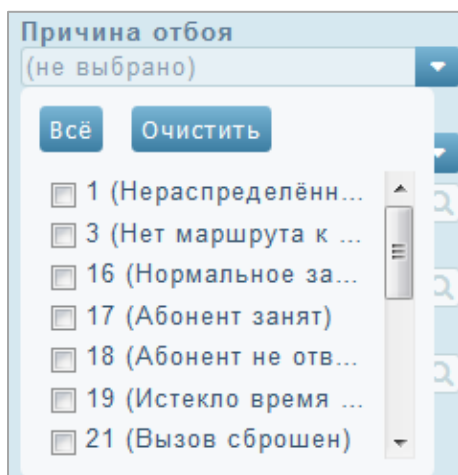 Причина отбоя
(не выбрано)
Всё Очистить
1 (Нераспределённ...
3 (Нет маршрута к ...
16 (Нормальное за...
17 (Абонент занят)
18 (Абонент не отв...
19 (Истекло время ...
21 (Вызов сброшен)